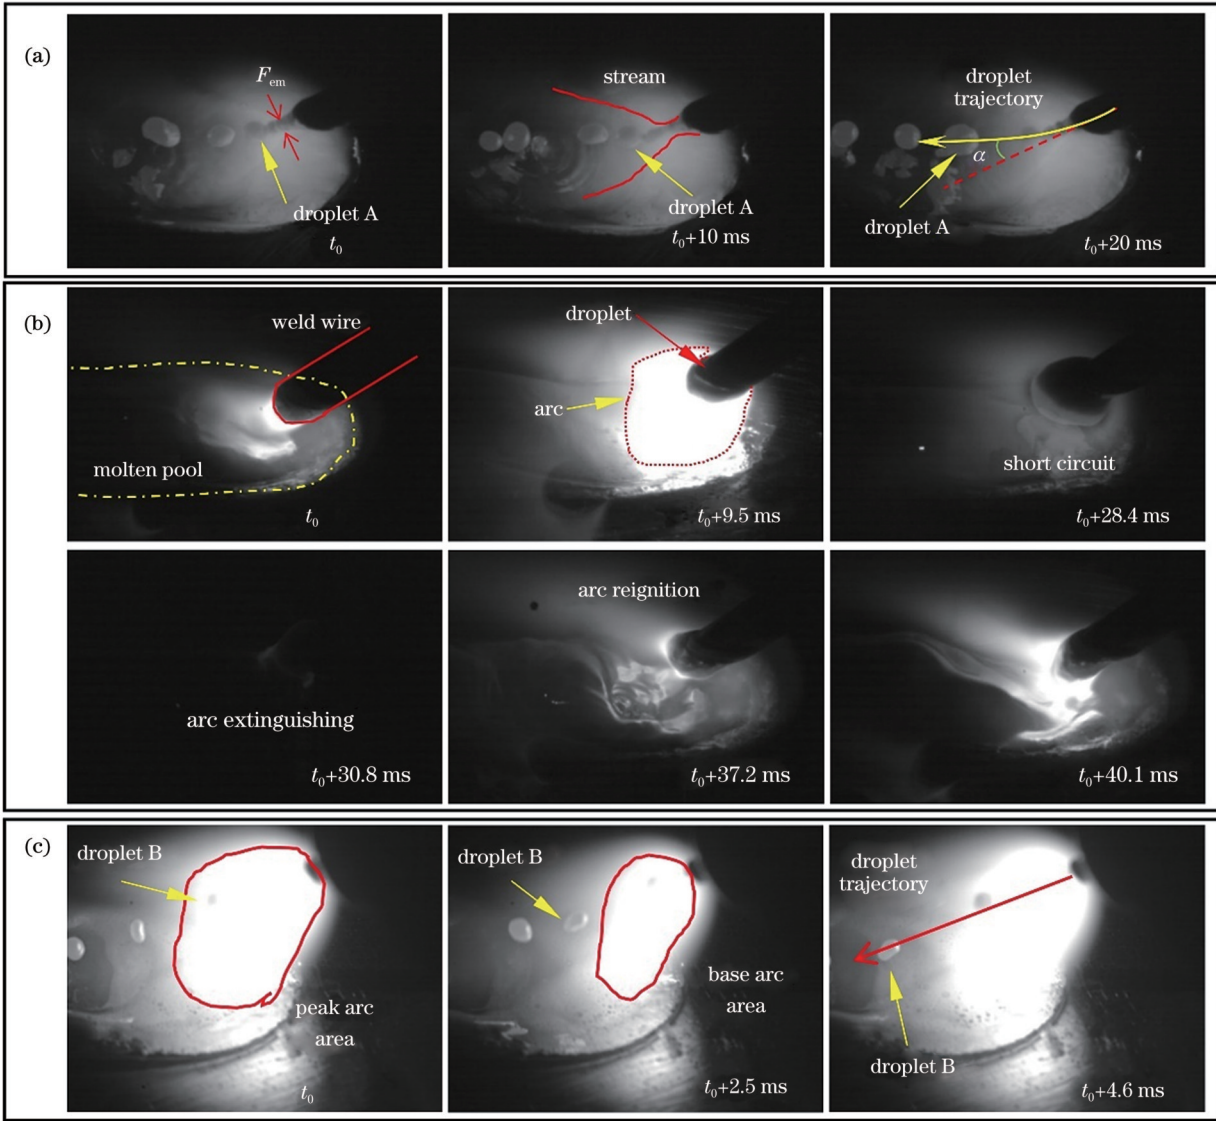 (a)
Fem
droplet A
t0
stream
droplet A
t0+10 ms
droplet
trajectory
α
droplet A
t0+20 ms
(b)
weld wire
molten pool
t0
droplet
arc
t0+9.5 ms
short circuit
t0+28.4 ms
arc extinguishing
t0+30.8 ms
arc reignition
t0+37.2 ms
t0+40.1 ms
(c)
droplet B
peak arc
area
t0
droplet B
base arc
area
t0+2.5 ms
droplet
trajectory
droplet B
t0+4.6 ms